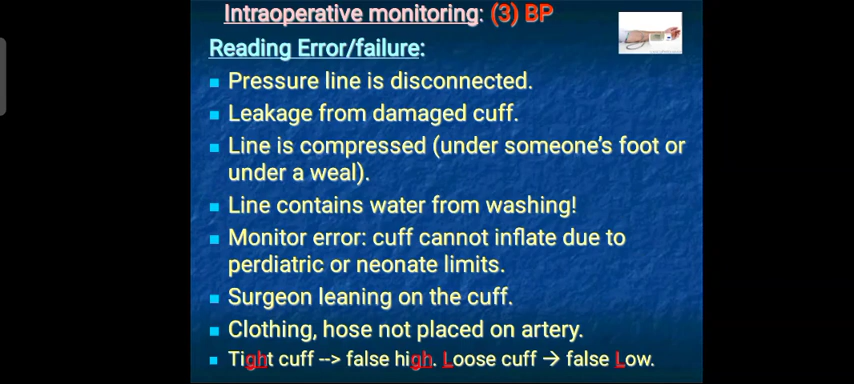 Intraoperative monitoring: (3) BP
Reading Error/failure:
Pressure line is disconnected.
Leakage from damaged cuff.
Line is compressed (under someone's foot or
under a weal).
Line contains water from washing!
Monitor error: cuff cannot inflate due to
perdiatric or neonate limits.
Surgeon leaning on the cuff.
Clothing, hose not placed on artery.
Tight cuff --> false high. Loose cuff → false Low.